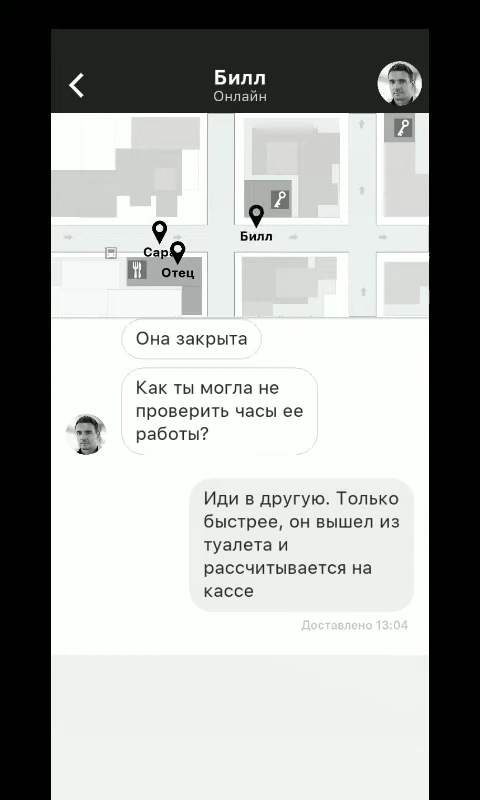 Билл
Онлайн
Билл
Сара
Отец
Она закрыта
Как ты могла не
проверить часы ее
работы?
Иди в другую. Только
быстрее, он вышел из
туалета и
рассчитывается на
кассе
Доставлено 13:04